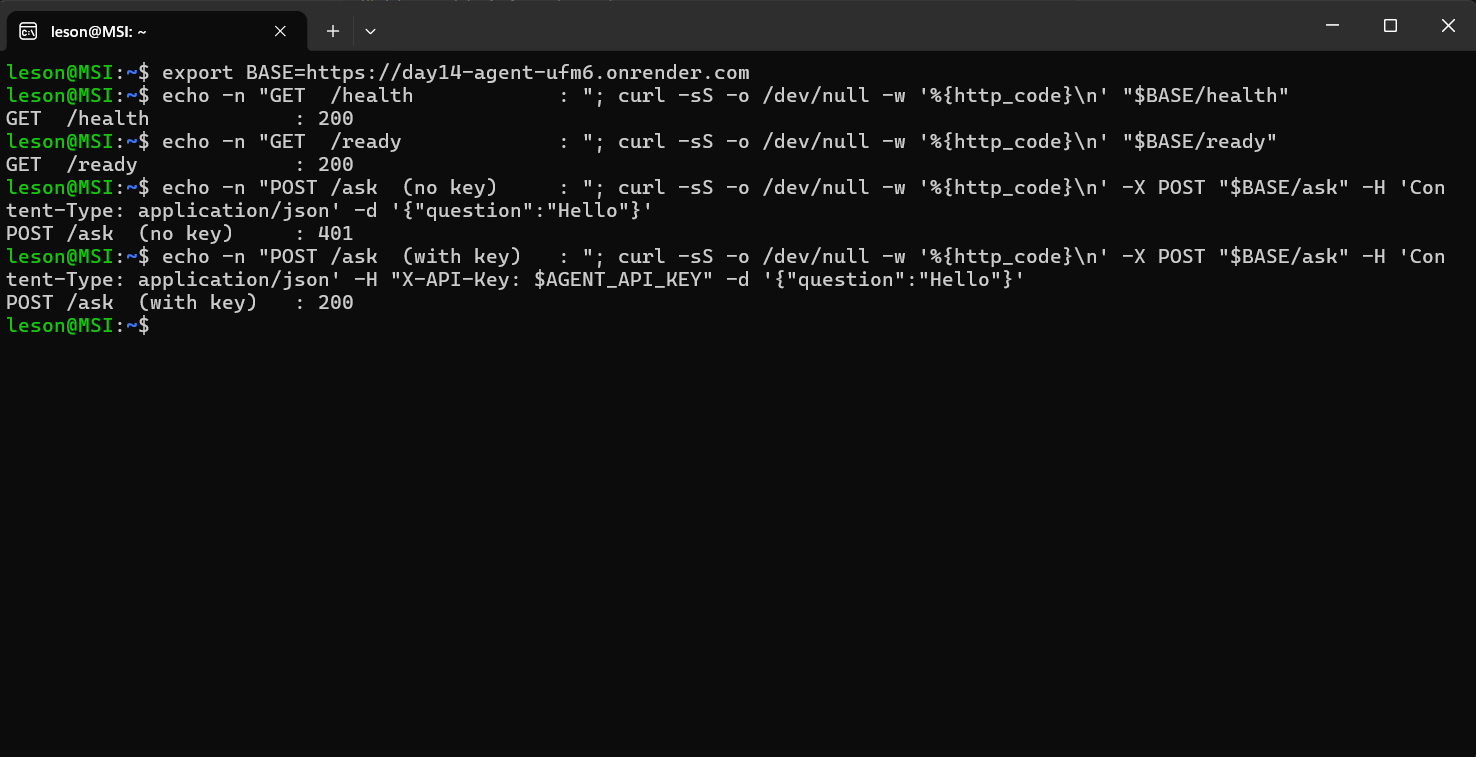 leson@MSI: ~
leson@MSI:~$ export BASE=https://day14-agent-ufm6.onrender.com
leson@MSI:~$ echo -n "GET  /health            : "; curl -sS -o /dev/null -w '%{http_code}\n' "$BASE/health"
GET  /health            : 200
leson@MSI:~$ echo -n "GET  /ready             : "; curl -sS -o /dev/null -w '%{http_code}\n' "$BASE/ready"
GET  /ready             : 200
leson@MSI:~$ echo -n "POST /ask  (no key)     : "; curl -sS -o /dev/null -w '%{http_code}\n' -X POST "$BASE/ask" -H 'Con
tent-Type: application/json' -d '{"question":"Hello"}'
POST /ask  (no key)     : 401
leson@MSI:~$ echo -n "POST /ask  (with key)   : "; curl -sS -o /dev/null -w '%{http_code}\n' -X POST "$BASE/ask" -H 'Con
tent-Type: application/json' -H "X-API-Key: $AGENT_API_KEY" -d '{"question":"Hello"}'
POST /ask  (with key)   : 200
leson@MSI:~$